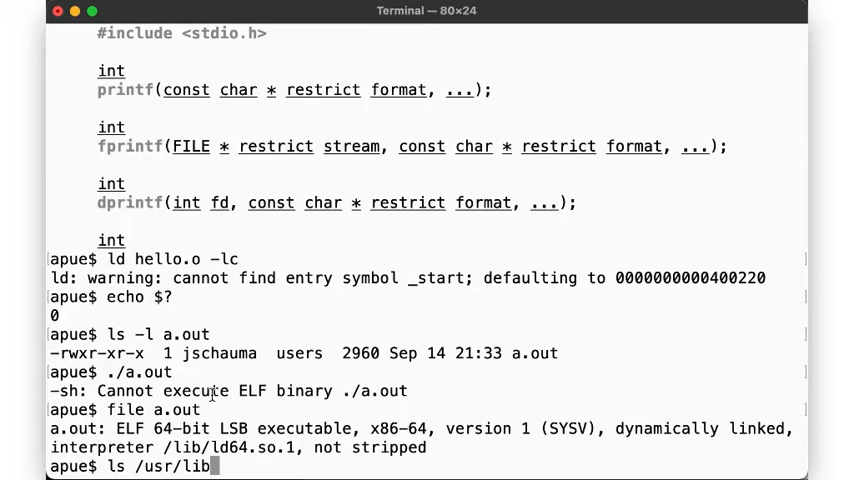 Terminal — 80×24
#include <stdio.h>
int
printf(const char * restrict format, ...);
int
fprintf(FILE * restrict stream, const char * restrict format, ...);
int
dprintf(int fd, const char * restrict format, ...);
int
apue$ ld hello.o -lc
ld: warning: cannot find entry symbol _start; defaulting to 0000000000400220
apue$ echo $?
0
apue$ ls -l a.out
-rwxr-xr-x  1 jschauma  users  2960 Sep 14 21:33 a.out
apue$ ./a.out
-sh: Cannot execute ELF binary ./a.out
apue$ file a.out
a.out: ELF 64-bit LSB executable, x86-64, version 1 (SYSV), dynamically linked,
interpreter /lib/ld64.so.1, not stripped
apue$ ls /usr/lib